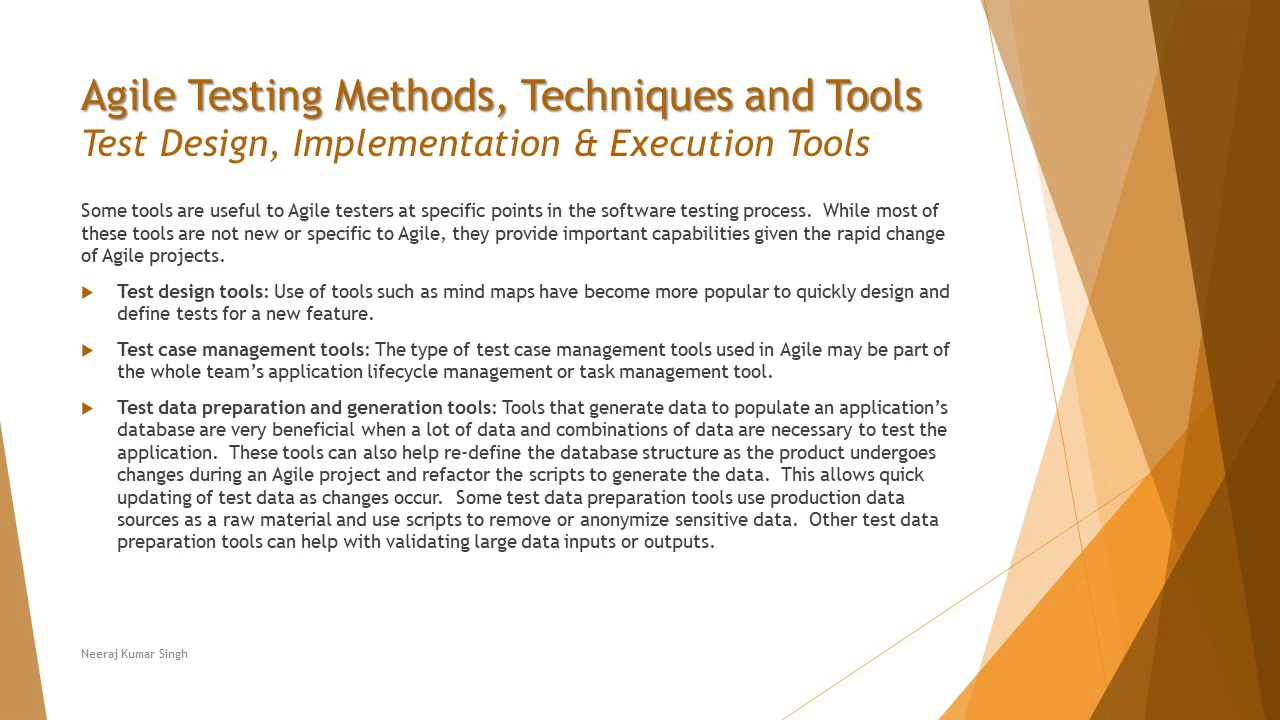 Agile Testing Methods, Techniques and Tools
Test Design, Implementation & Execution Tools
Some tools are useful to Agile testers at specific points in the software testing process.  While most of
these tools are not new or specific to Agile, they provide important capabilities given the rapid change
of Agile projects.
Test design tools: Use of tools such as mind maps have become more popular to quickly design and
define tests for a new feature.
Test case management tools: The type of test case management tools used in Agile may be part of
the whole team’s application lifecycle management or task management tool.
Test data preparation and generation tools: Tools that generate data to populate an application’s
database are very beneficial when a lot of data and combinations of data are necessary to test the
application.  These tools can also help re-define the database structure as the product undergoes
changes during an Agile project and refactor the scripts to generate the data.  This allows quick
updating of test data as changes occur.  Some test data preparation tools use production data
sources as a raw material and use scripts to remove or anonymize sensitive data.  Other test data
preparation tools can help with validating large data inputs or outputs.
Neeraj Kumar Singh